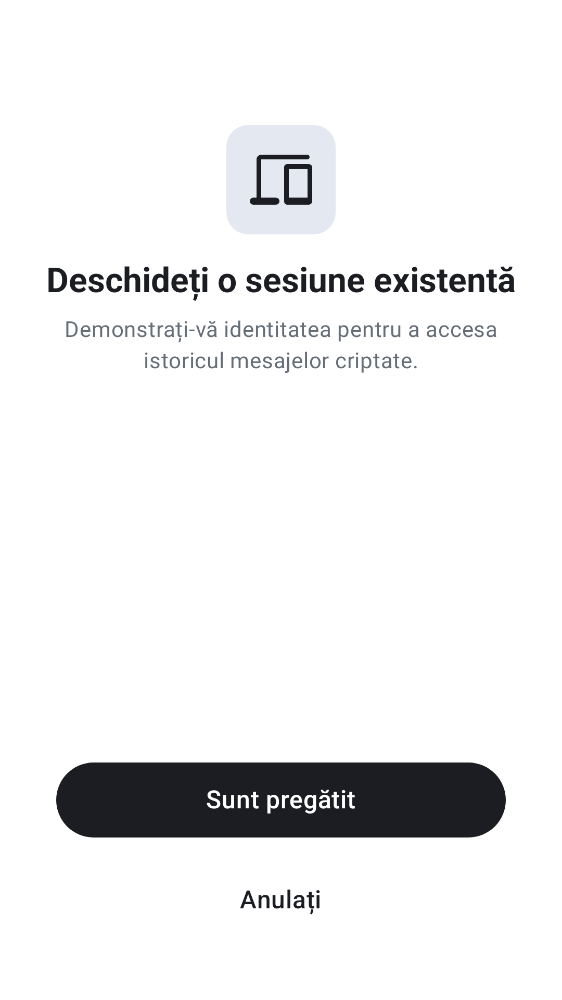 Deschideți o sesiune existentă
Demonstrați-vă identitatea pentru a accesa
istoricul mesajelor criptate.
Sunt pregătit
Anulați